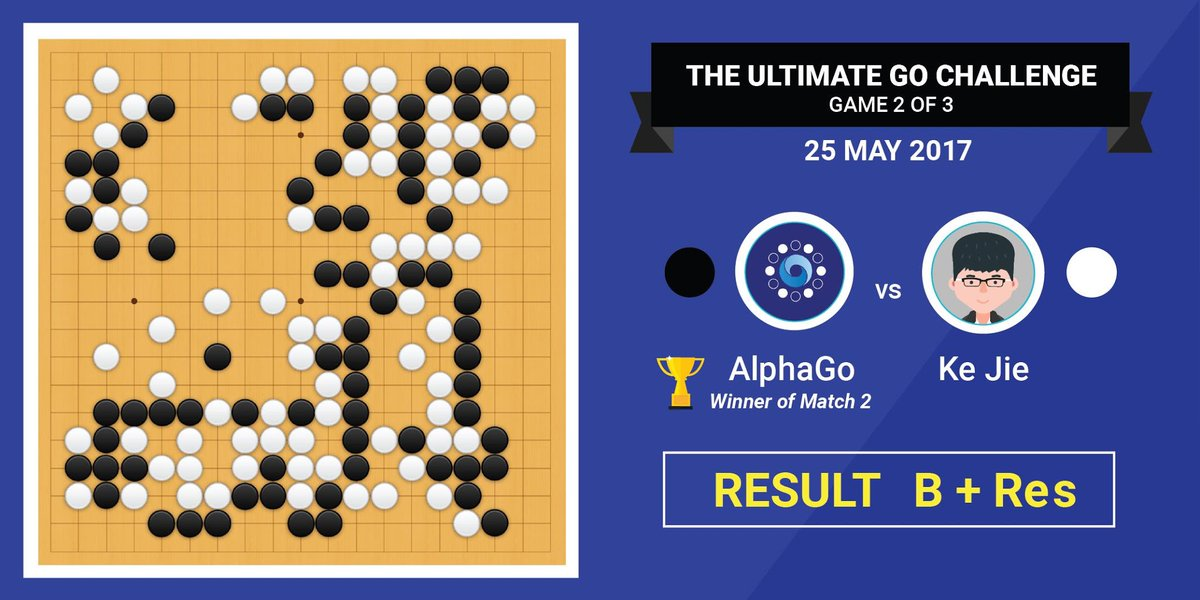 THE ULTIMATE GO CHALLENGE
GAME 2 OF 3
25 MAY 2017
vs
AlphaGo
Winner of Match 2
Ke Jie
RESULT B + Res